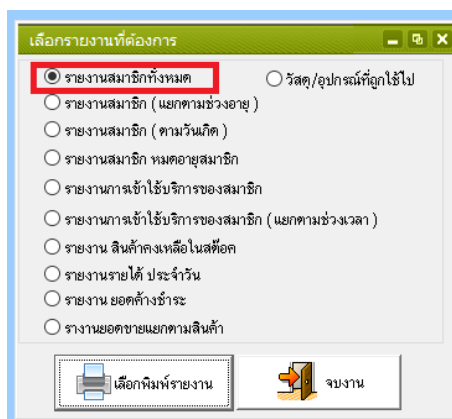 เลือกรายงานที่ต้องการ
รายงานสมาชิกทั้งหมด
วัสดุ/อุปกรณ์ที่ถูกใช้ไป
รายงานสมาชิก ( แยกตามช่วงอายุ )
รายงานสมาชิก ( ตามวันเกิด )
รายงานสมาชิก หมดอายุสมาชิก
รายงานการเข้าใช้บริการของสมาชิก
รายงานการเข้าใช้บริการของสมาชิก ( แยกตามช่วงเวลา )
รายงาน สินค้าคงเหลือในสต๊อค
รายงานรายได้ ประจำวัน
รายงาน ยอดค้างชำระ
รางานยอดขายแยกตามสินค้า
เลือกพิมพ์รายงาน
จบงาน